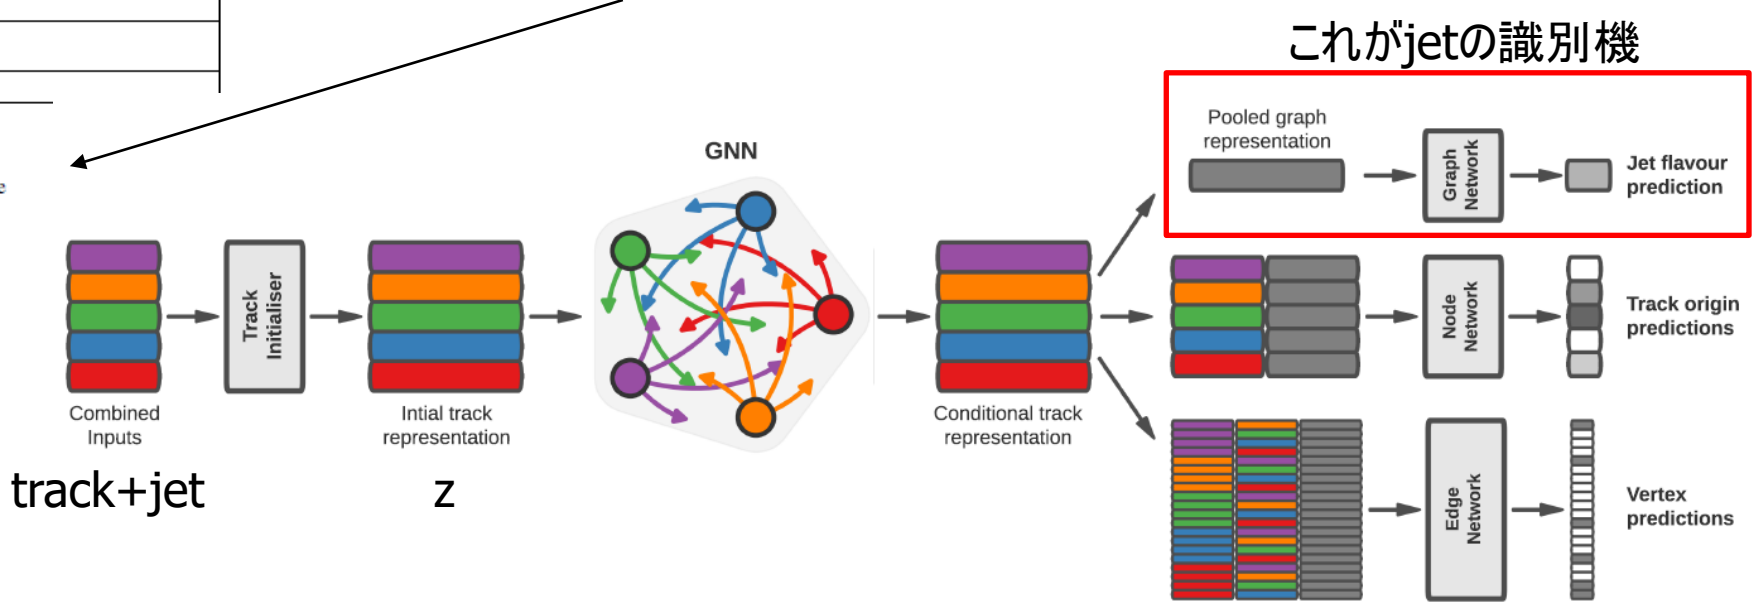 これがjetの識別機
e
GNN
Pooled graph
representation
Graph
Network
Jet flavour
prediction
Track
Initialiser
Node
Network
Track origin
predictions
Combined
Inputs
Intial track
representation
Conditional track
representation
track+jet
z
Edge
Network
Vertex
predictions